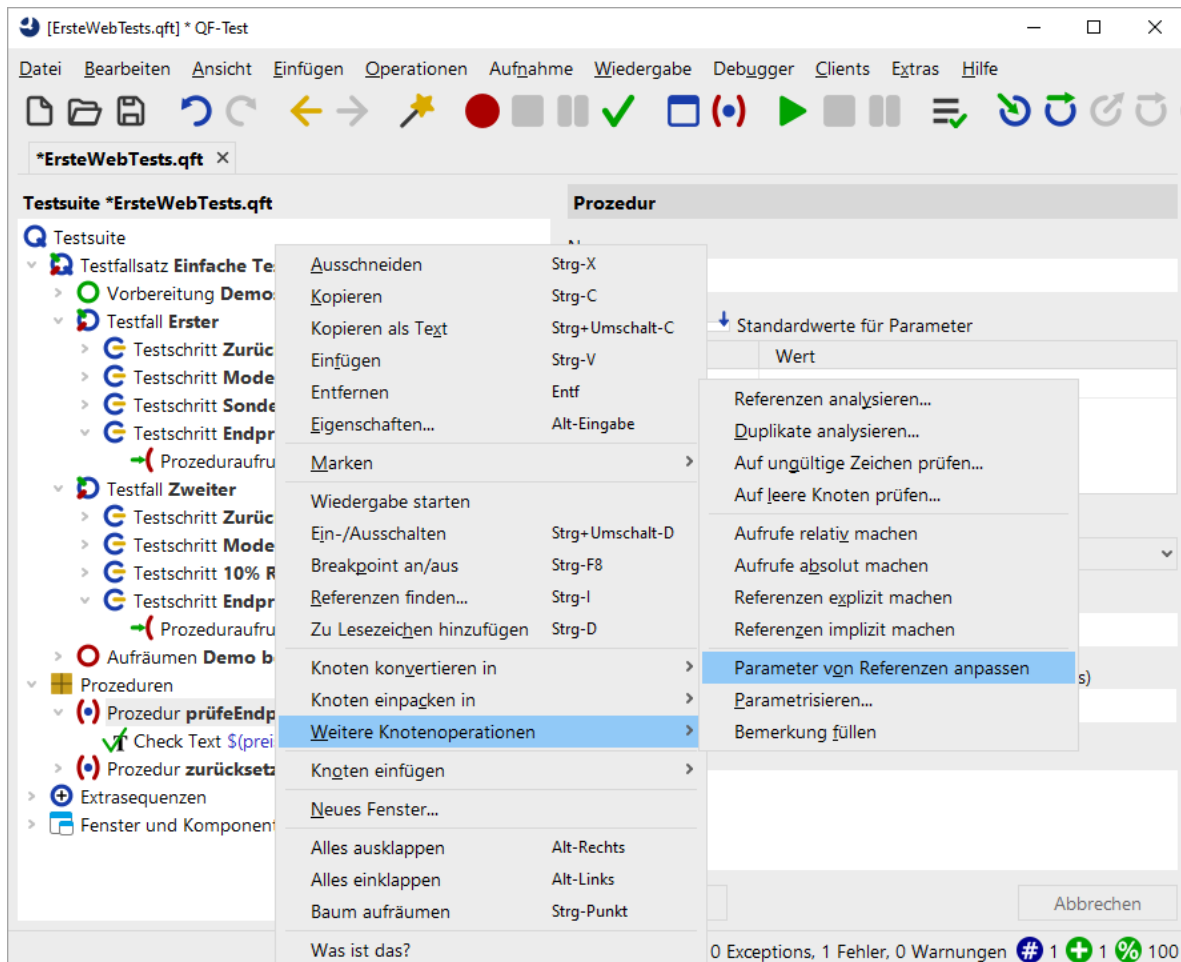 [ErsteWebTests.qft] * QF-Test
Datei Bearbeiten Ansicht Einfügen Operationen Aufnahme Wiedergabe Debugger Clients Extras Hilfe
*ErsteWebTests.qft
Testsuite *ErsteWebTests.qft
Testsuite
Testfallsatz Einfache Te
Vorbereitung Demo
Testfall Erster
Testschritt Zurüc
Testschritt Mode
Testschritt Sonde
Testschritt Endpr
Prozeduraufru
Testfall Zweiter
Testschritt Zurüc
Testschritt Mode
Testschritt 10% R
Testschritt Endpr
Prozeduraufru
Aufräumen Demo b
Prozeduren
Prozedur prüfeEndp
Check Text $(prei
Prozedur zurücksetz
Extrasequenzen
Fenster und Komponent
Ausschneiden Strg-X
Kopieren Strg-C
Kopieren als Text Strg+Umschalt-C
Einfügen Strg-V
Entfernen Entf
Eigenschaften... Alt-Eingabe
Marken
Wiedergabe starten
Ein-/Ausschalten Strg+Umschalt-D
Breakpoint an/aus Strg-F8
Referenzen finden... Strg-I
Zu Lesezeichen hinzufügen Strg-D
Knoten konvertieren in
Knoten einpacken in
Weitere Knotenoperationen
Knoten einfügen
Neues Fenster...
Alles ausklappen Alt-Rechts
Alles einklappen Alt-Links
Baum aufräumen Strg-Punkt
Was ist das?
Prozedur
Standardwerte für Parameter
Wert
Referenzen analysieren...
Duplikate analysieren...
Auf ungültige Zeichen prüfen...
Auf leere Knoten prüfen...
Aufrufe relativ machen
Aufrufe absolut machen
Referenzen explizit machen
Referenzen implizit machen
Parameter von Referenzen anpassen
Parametrisieren...
Bemerkung füllen
s)
Abbrechen
0 Exceptions, 1 Fehler, 0 Warnungen # 1 + 1 % 100